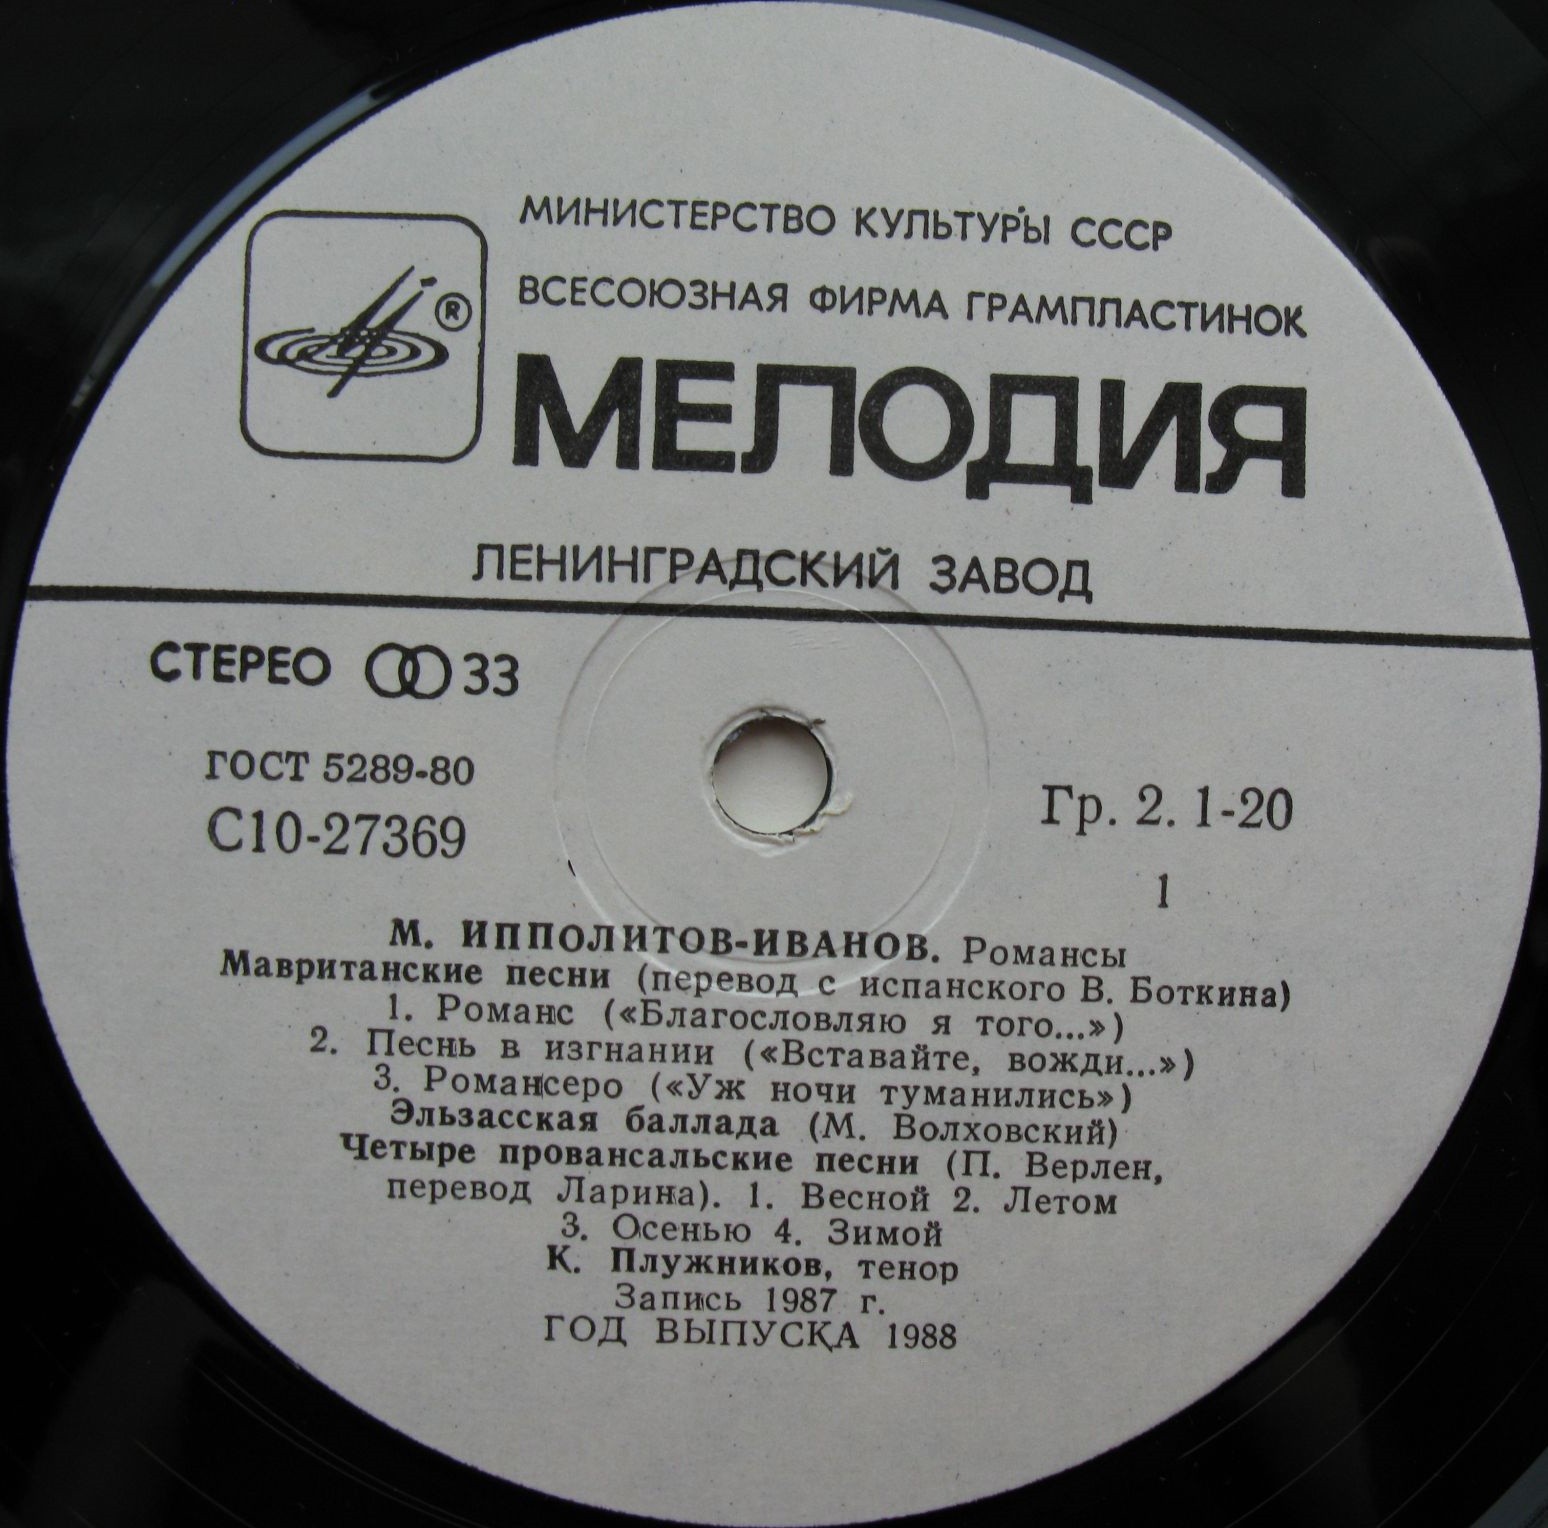 МИНИСТЕРСТВО КУЛЬТУРЫ СССР
ВСЕСОЮЗНАЯ ФИРМА ГРАМПЛАСТИНОК
®
МЕЛОДИЯ
ЛЕНИНГРАДСКИЙ ЗАВОД
СТЕРЕО 33
ГОСТ 5289-80
С10-27369
Гр. 2. 1-20
1
М. ИППОЛИТОВ-ИВАНОВ. Романсы
Мавританские песни (перевод с испанского В. Боткина)
1. Романс («Благословляю я того...»)
2. Песнь в изгнании («Вставайте, вожди...»)
3. Романсеро («Уж ночи туманились»)
Эльзасская баллада (М. Волховский)
Четыре провансальские песни (П. Верлен,
перевод Ларина). 1. Весной 2. Летом
3. Осенью 4. Зимой
К. Плужников, тенор
Запись 1987 г.
ГОД ВЫПУСКА 1988